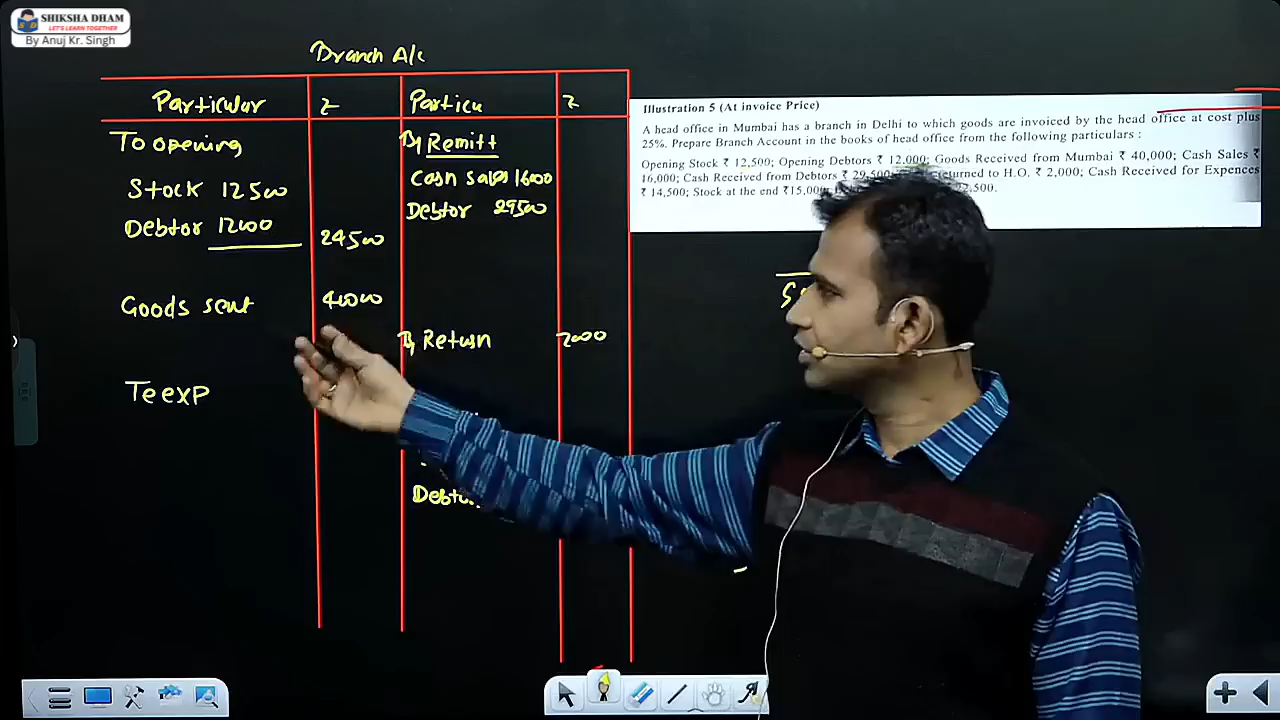 SHIKSHA DHAM
LET'S LEARN TOGETHER
By Anuj Kr. Singh
Branch A/c
Particular ₹ Particu ₹
To opening
Stock 12500
Debtor 12000 24500
Goods sent 40000
To exp
By Remitt
Cash sales 16000
Debtor 29500
By Return 2000
Illustration 5 (At invoice Price)
A head office in Mumbai has a branch in Delhi to which goods are invoiced by the head office at cost plus
25%. Prepare Branch Account in the books of head office from the following particulars :
Opening Stock ₹ 12,500; Opening Debtors ₹ 12,000; Goods Received from Mumbai ₹ 40,000; Cash Sales ₹
16,000; Cash Received from Debtors ₹ 29,500; returned to H.O. ₹ 2,000; Cash Received for Expences
₹ 14,500; Stock at the end ₹15,000; 22,500.